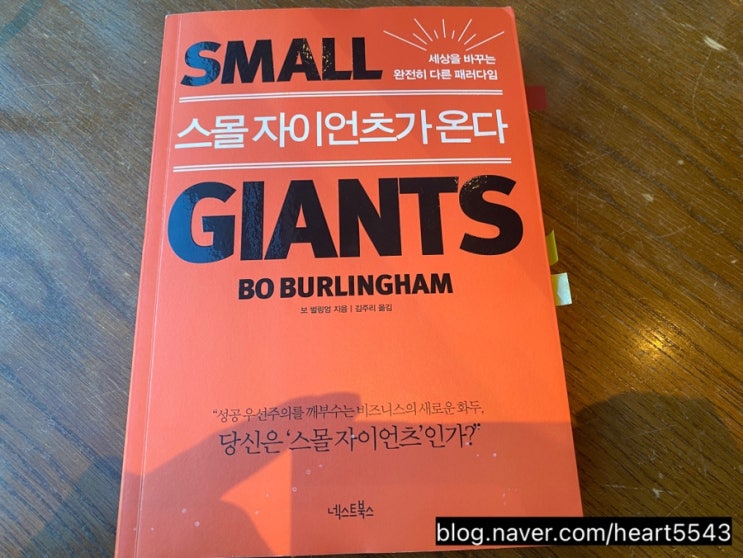 SMALL
세상을 바꾸는
완전히 다른 패러다임
스몰 자이언츠가 온다
GIANTS
BO BURLINGHAM
보 벌링엄 지음 | 김주리 옮김
“성공 우선주의를 깨부수는 비즈니스의 새로운 화두,
당신은 ‘스몰 자이언츠’인가?”
넥스트북스
blog.naver.com/heart5543